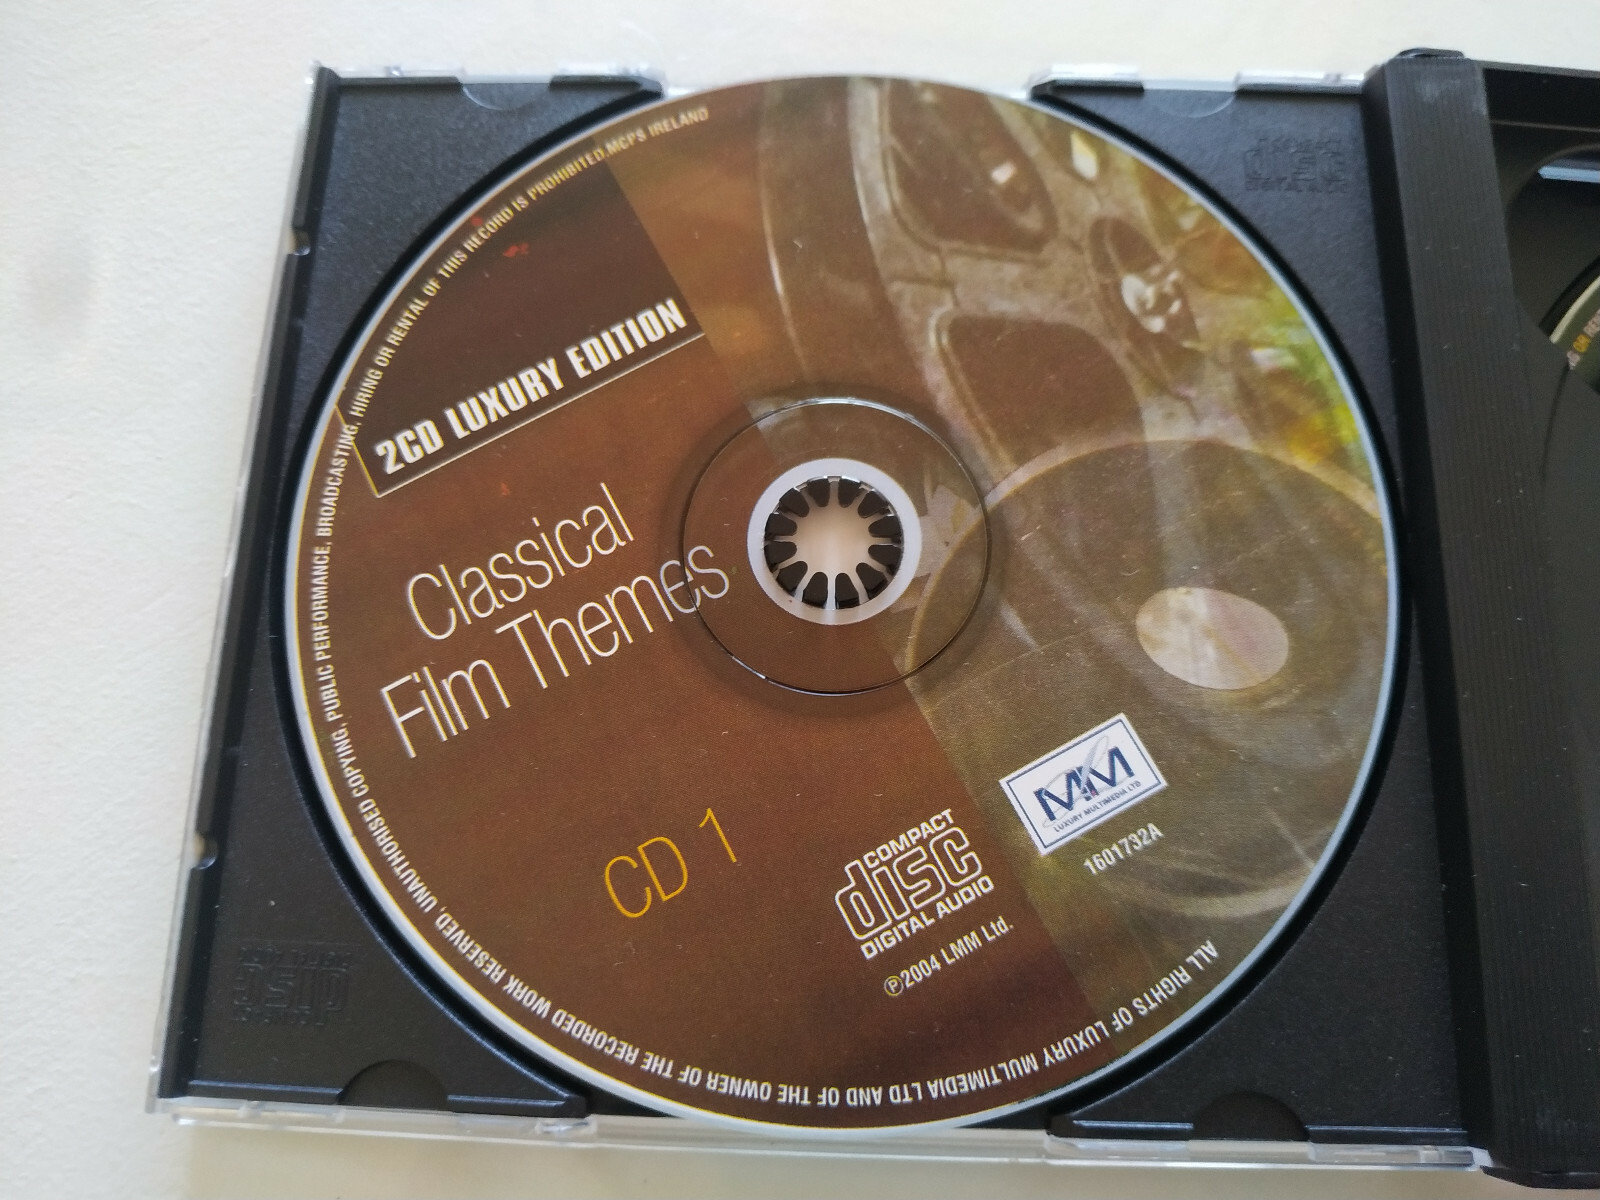 2CD LUXURY EDITION
Classical
Film Themes
CD 1
COMPACT
disc
DIGITAL AUDIO
℗2004 LMM Ltd.
LMM
LUXURY MULTIMEDIA LTD
1601732A
ALL RIGHTS OF LUXURY MULTIMEDIA LTD AND OF THE OWNER OF THE RECORDED WORK RESERVED, UNAUTHORISED COPYING, PUBLIC PERFORMANCE, BROADCASTING, HIRING OR RENTAL OF THIS RECORD IS PROHIBITED.MCPS IRELAND